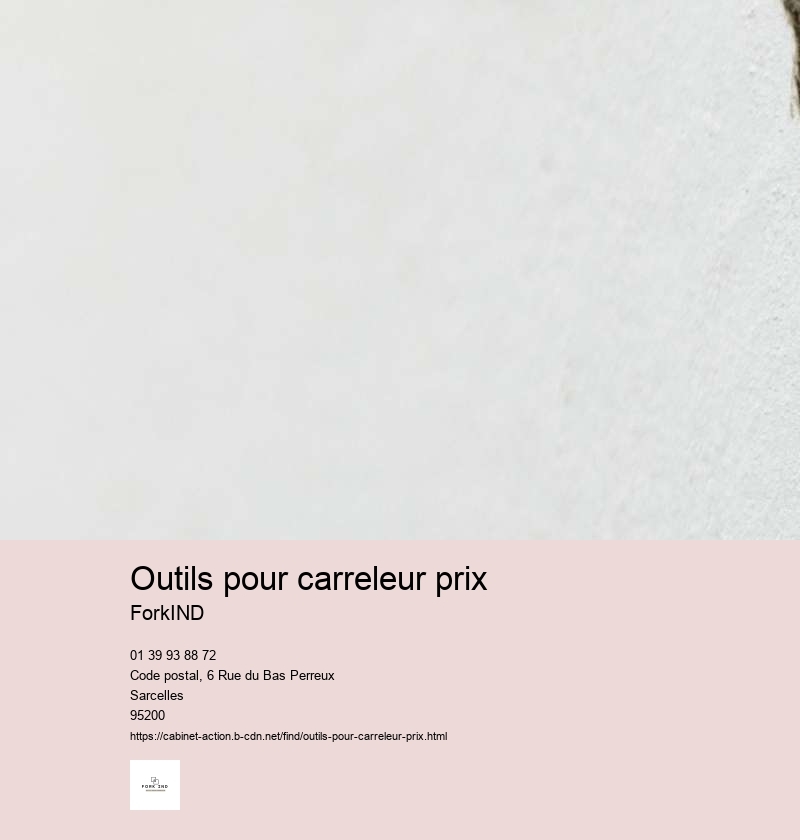 Outils pour carreleur prix
ForkIND
01 39 93 88 72
Code postal, 6 Rue du Bas Perreux
Sarcelles
95200
https://cabinet-action.b-cdn.net/find/outils-pour-carreleur-prix.html
FORK IND